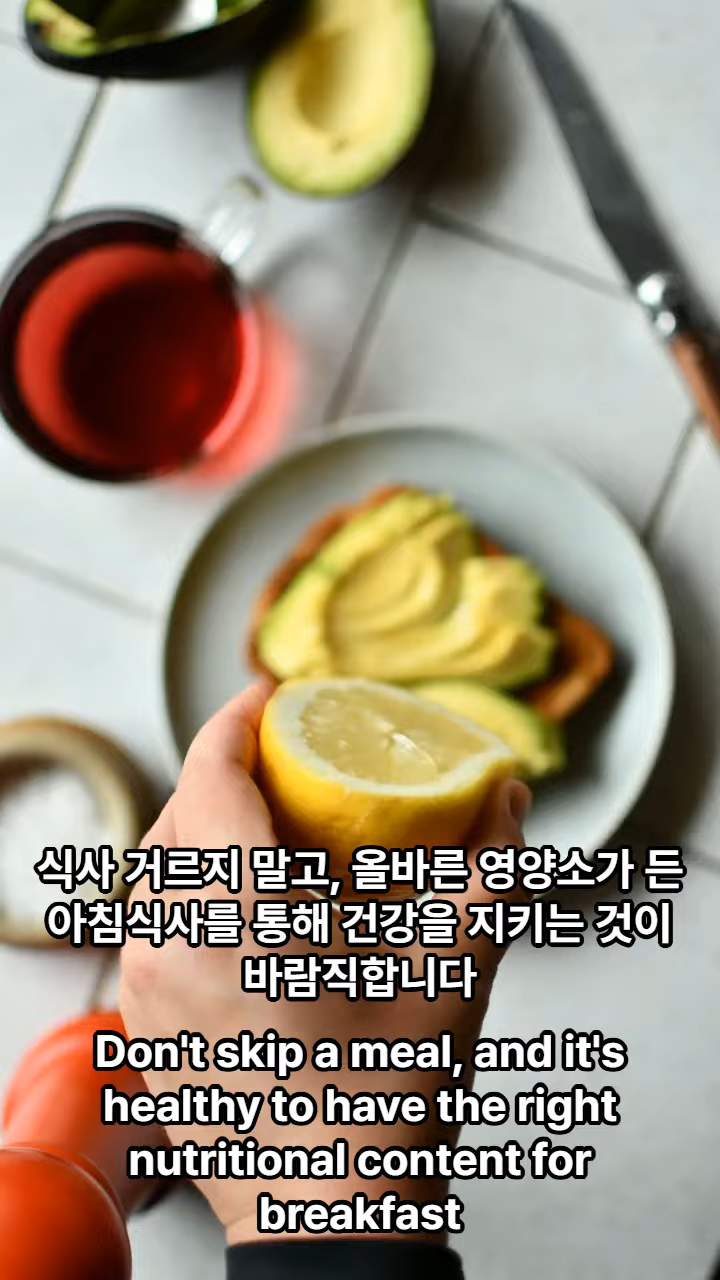 식사 거르지 말고, 올바른 영양소가 든
아침식사를 통해 건강을 지키는 것이
바람직합니다
Don't skip a meal, and it's
healthy to have the right
nutritional content for
breakfast